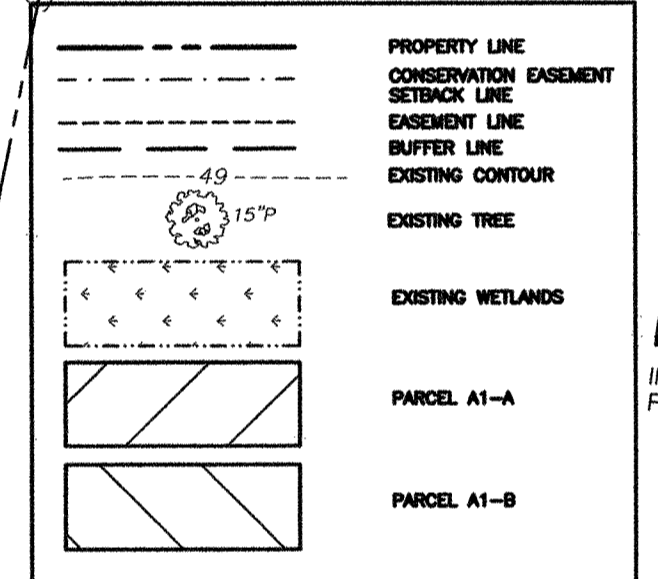 PROPERTY LINE
CONSERVATION EASEMENT
SETBACK LINE
EASEMENT LINE
BUFFER LINE
49
EXISTING CONTOUR
15"P
EXISTING TREE
EXISTING WETLANDS
PARCEL A1-A
PARCEL A1-B